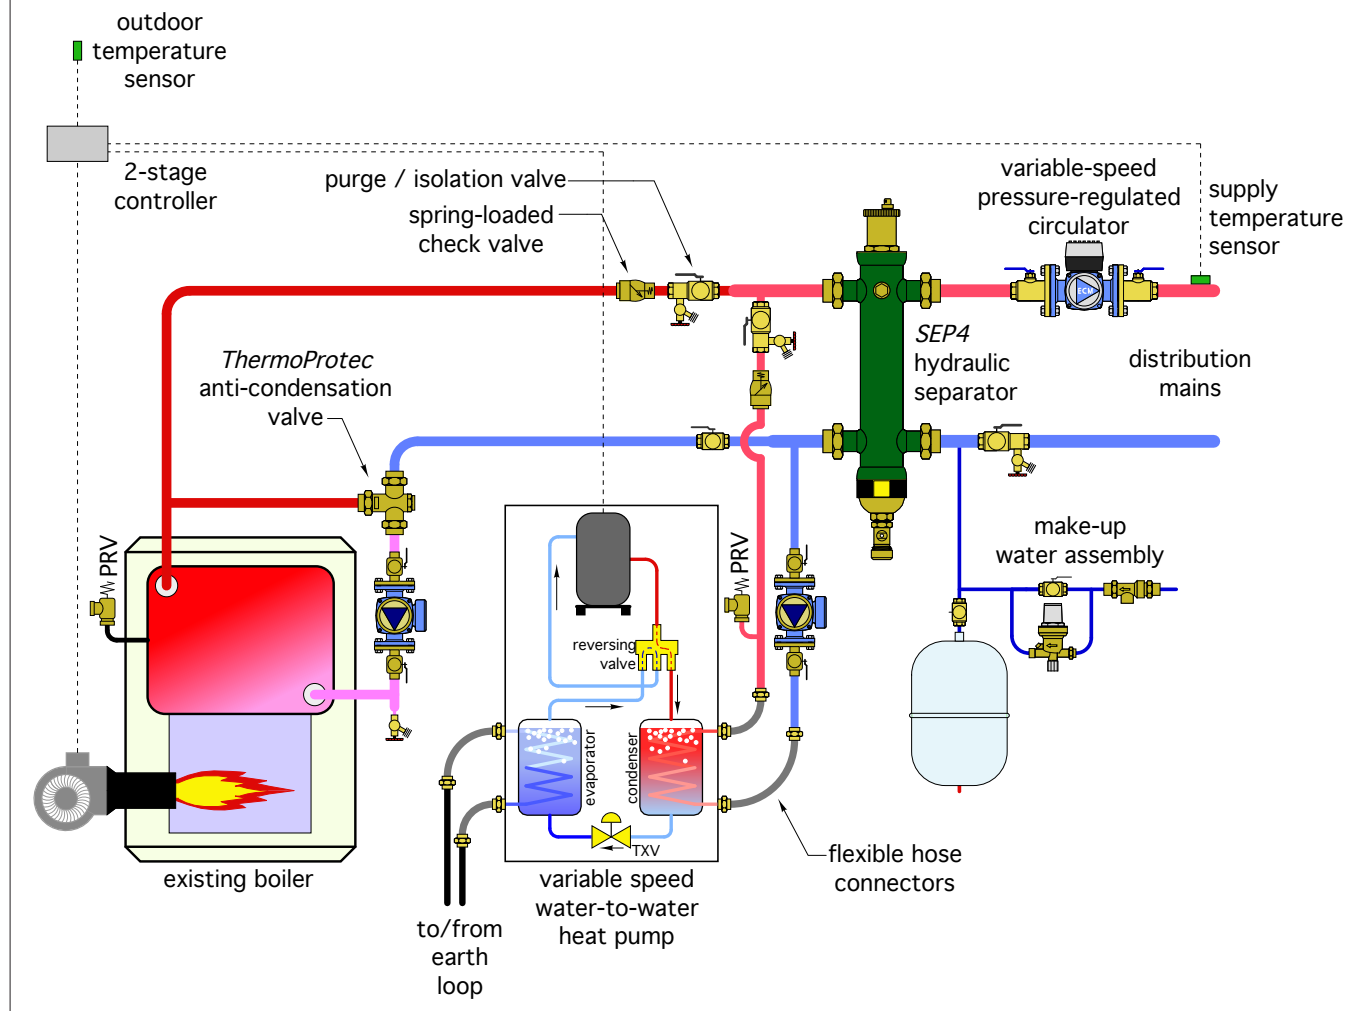 outdoor
temperature
sensor
2-stage
controller
purge / isolation valve
spring-loaded
check valve
variable-speed
pressure-regulated
circulator
supply
temperature
sensor
ECM
ThermoProtec
anti-condensation
valve
SEP4
hydraulic
separator
distribution
mains
PRV
PRV
make-up
water assembly
reversing
valve
evaporator
condenser
TXV
existing boiler
variable speed
water-to-water
heat pump
flexible hose
connectors
to/from
earth
loop